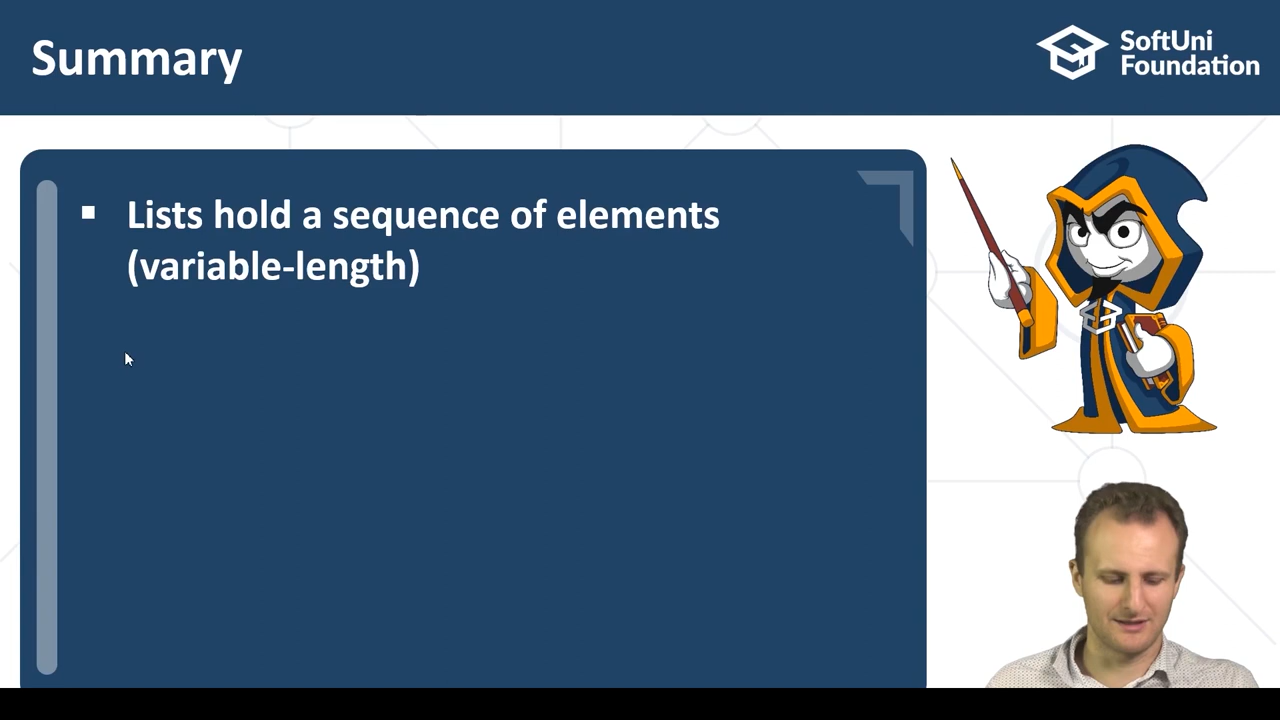 Summary
SoftUni
Foundation
Lists hold a sequence of elements
(variable-length)